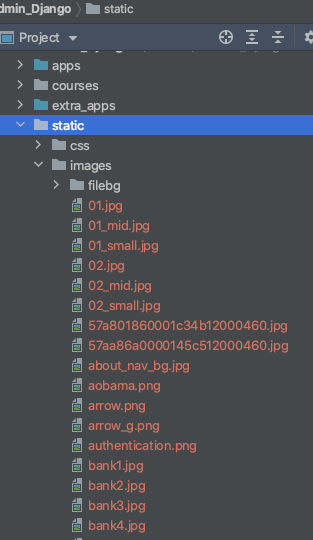 dmin_Django static
Project
apps
courses
extra_apps
static
css
images
filebg
01.jpg
01_mid.jpg
01_small.jpg
02.jpg
02_mid.jpg
02_small.jpg
57a801860001c34b12000460.jpg
57aa86a0000145c512000460.jpg
about_nav_bg.jpg
aobama.png
arrow.png
arrow_g.png
authentication.png
bank1.jpg
bank2.jpg
bank3.jpg
bank4.jpg